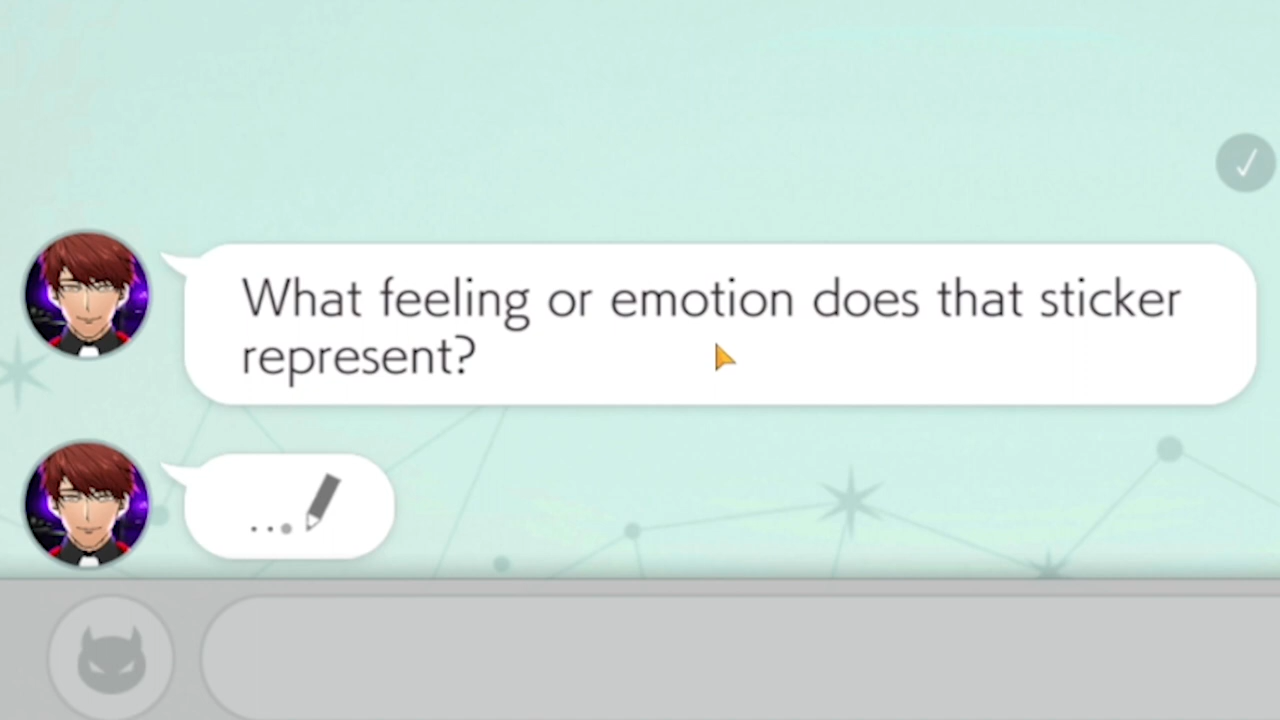 What feeling or emotion does that sticker
represent?
...